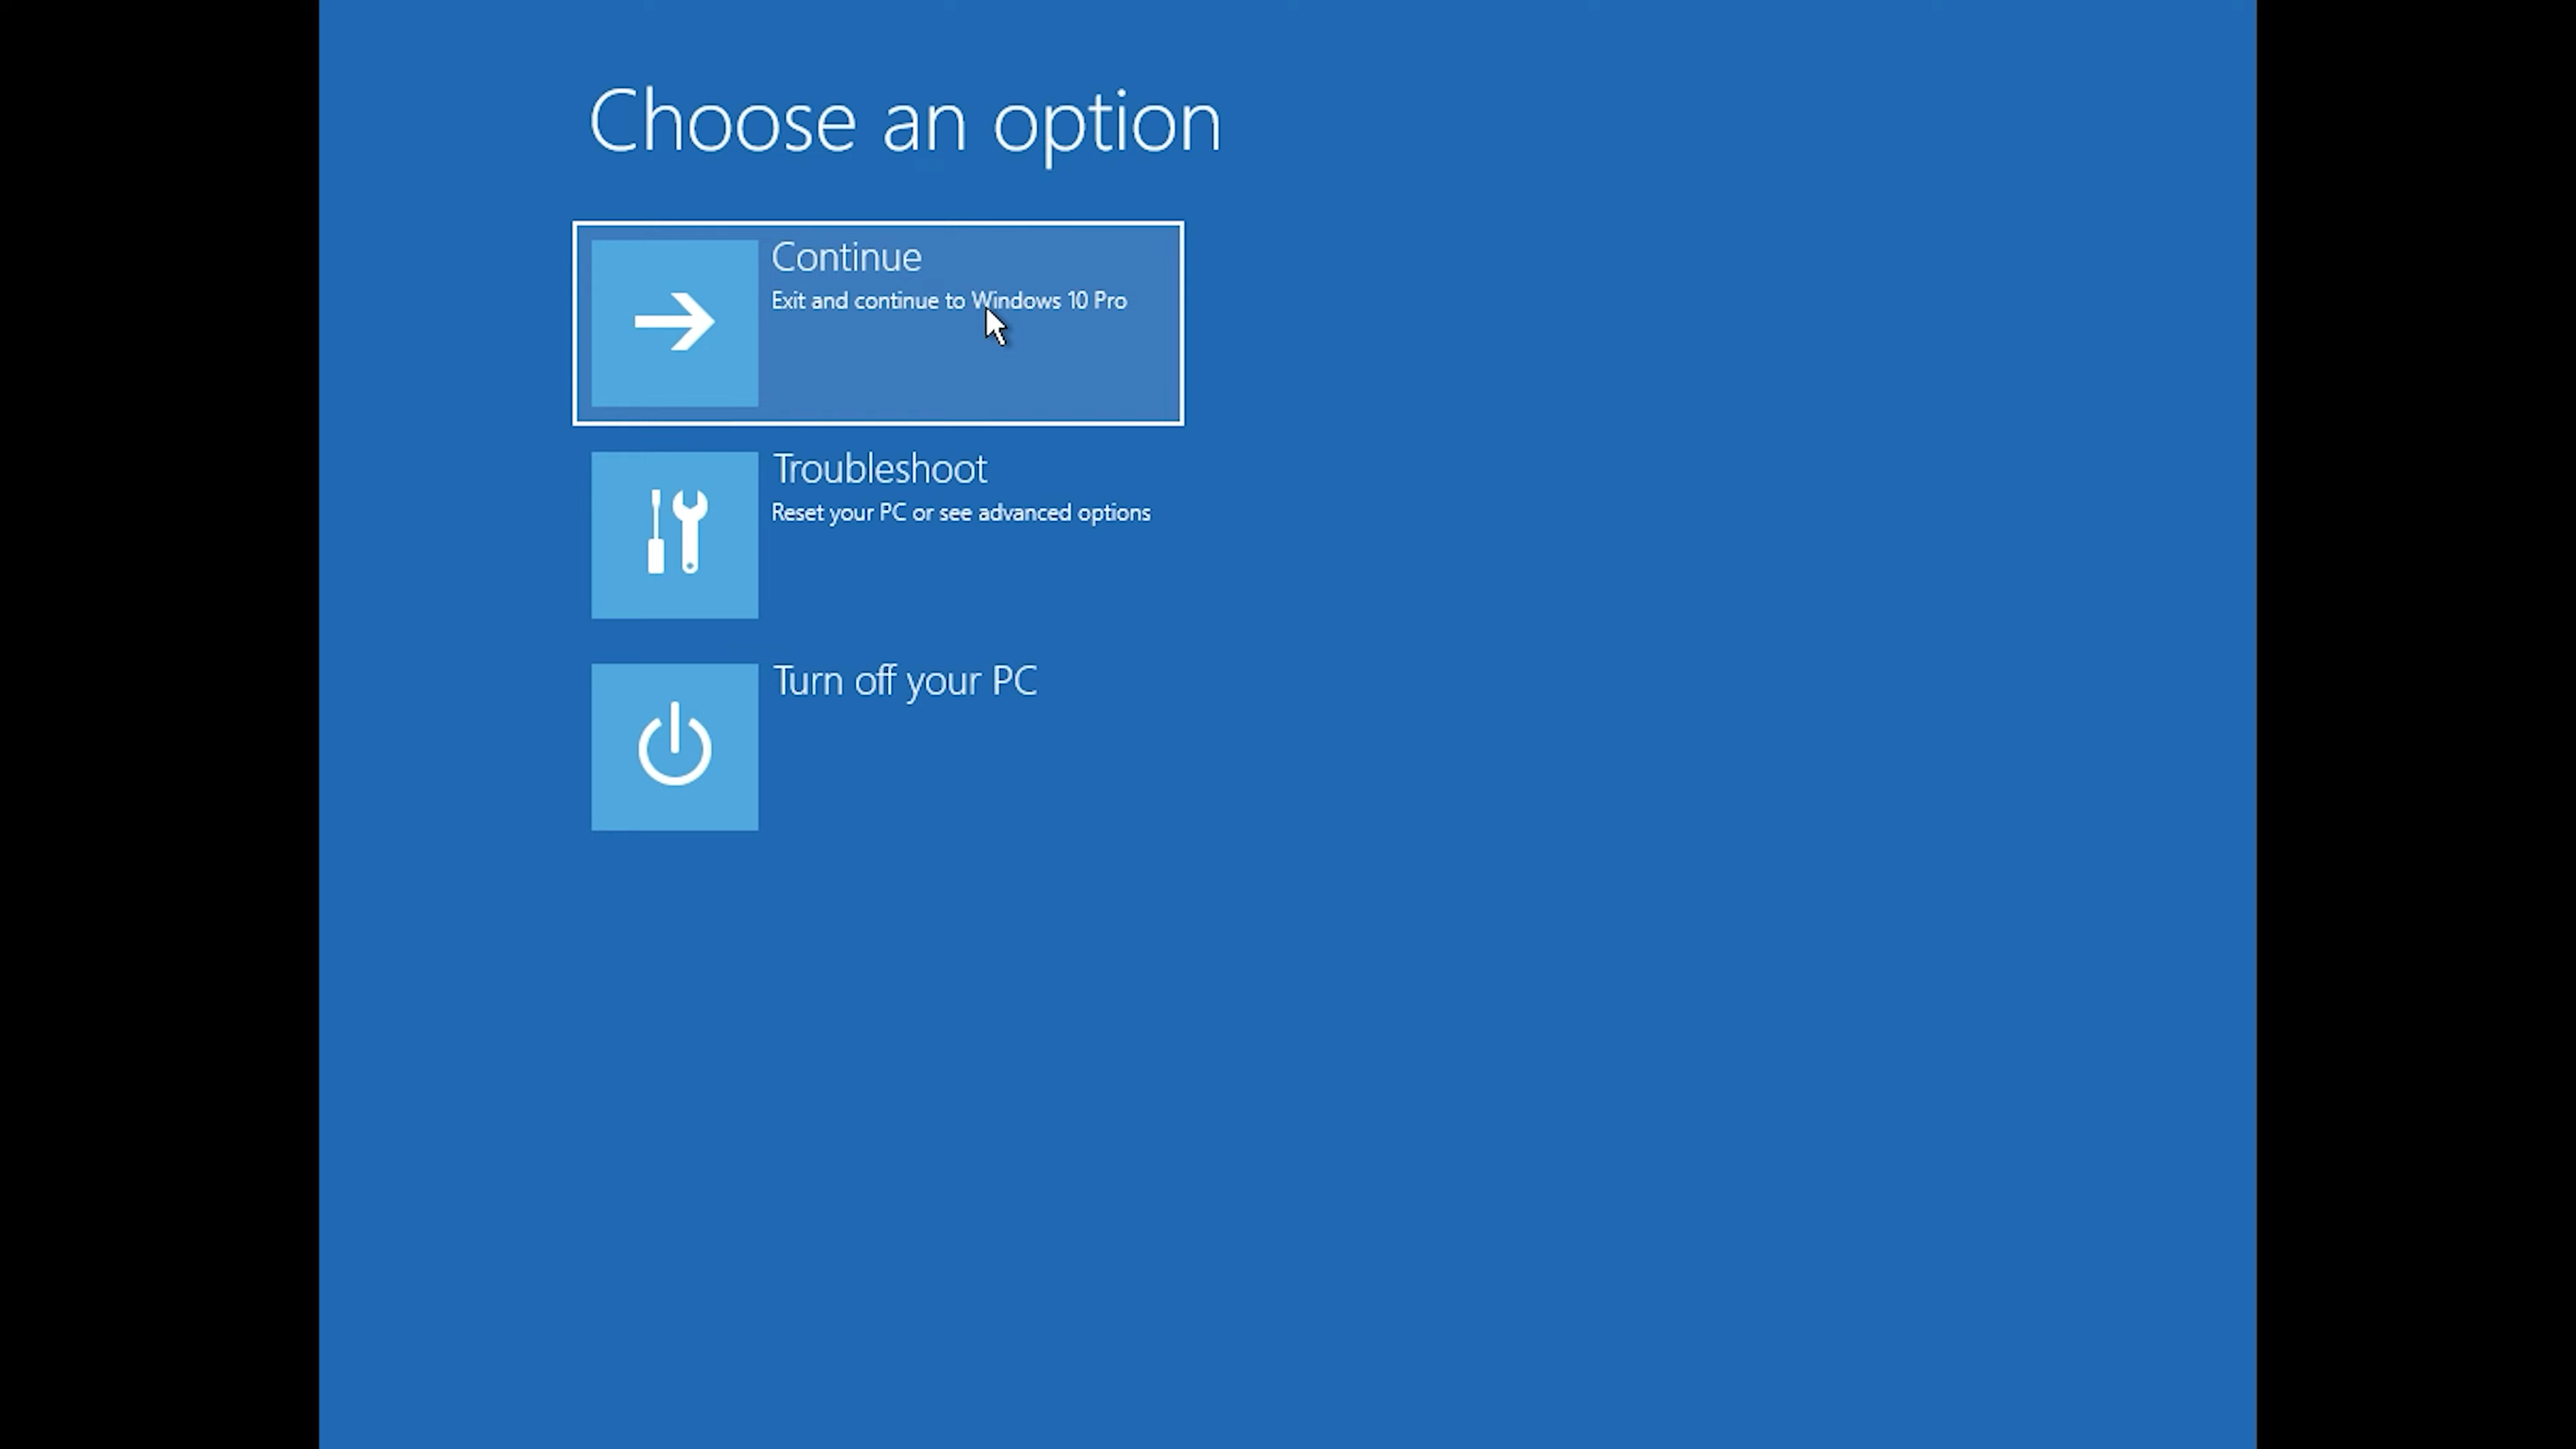 Choose an option
Continue
Exit and continue to Windows 10 Pro
Troubleshoot
Reset your PC or see advanced options
Turn off your PC